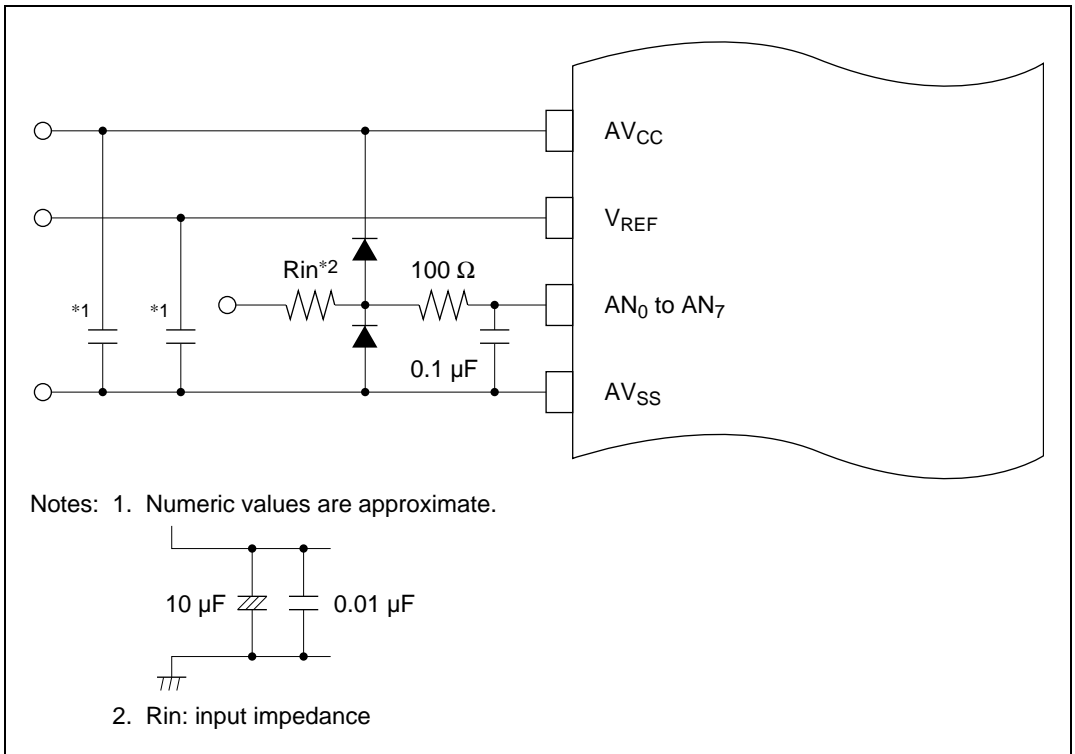 AVCC
VREF
Rin*2
100 Ω
*1
*1
AN0 to AN7
0.1 µF
AVSS
Notes: 1. Numeric values are approximate.
10 µF
0.01 µF
2. Rin: input impedance